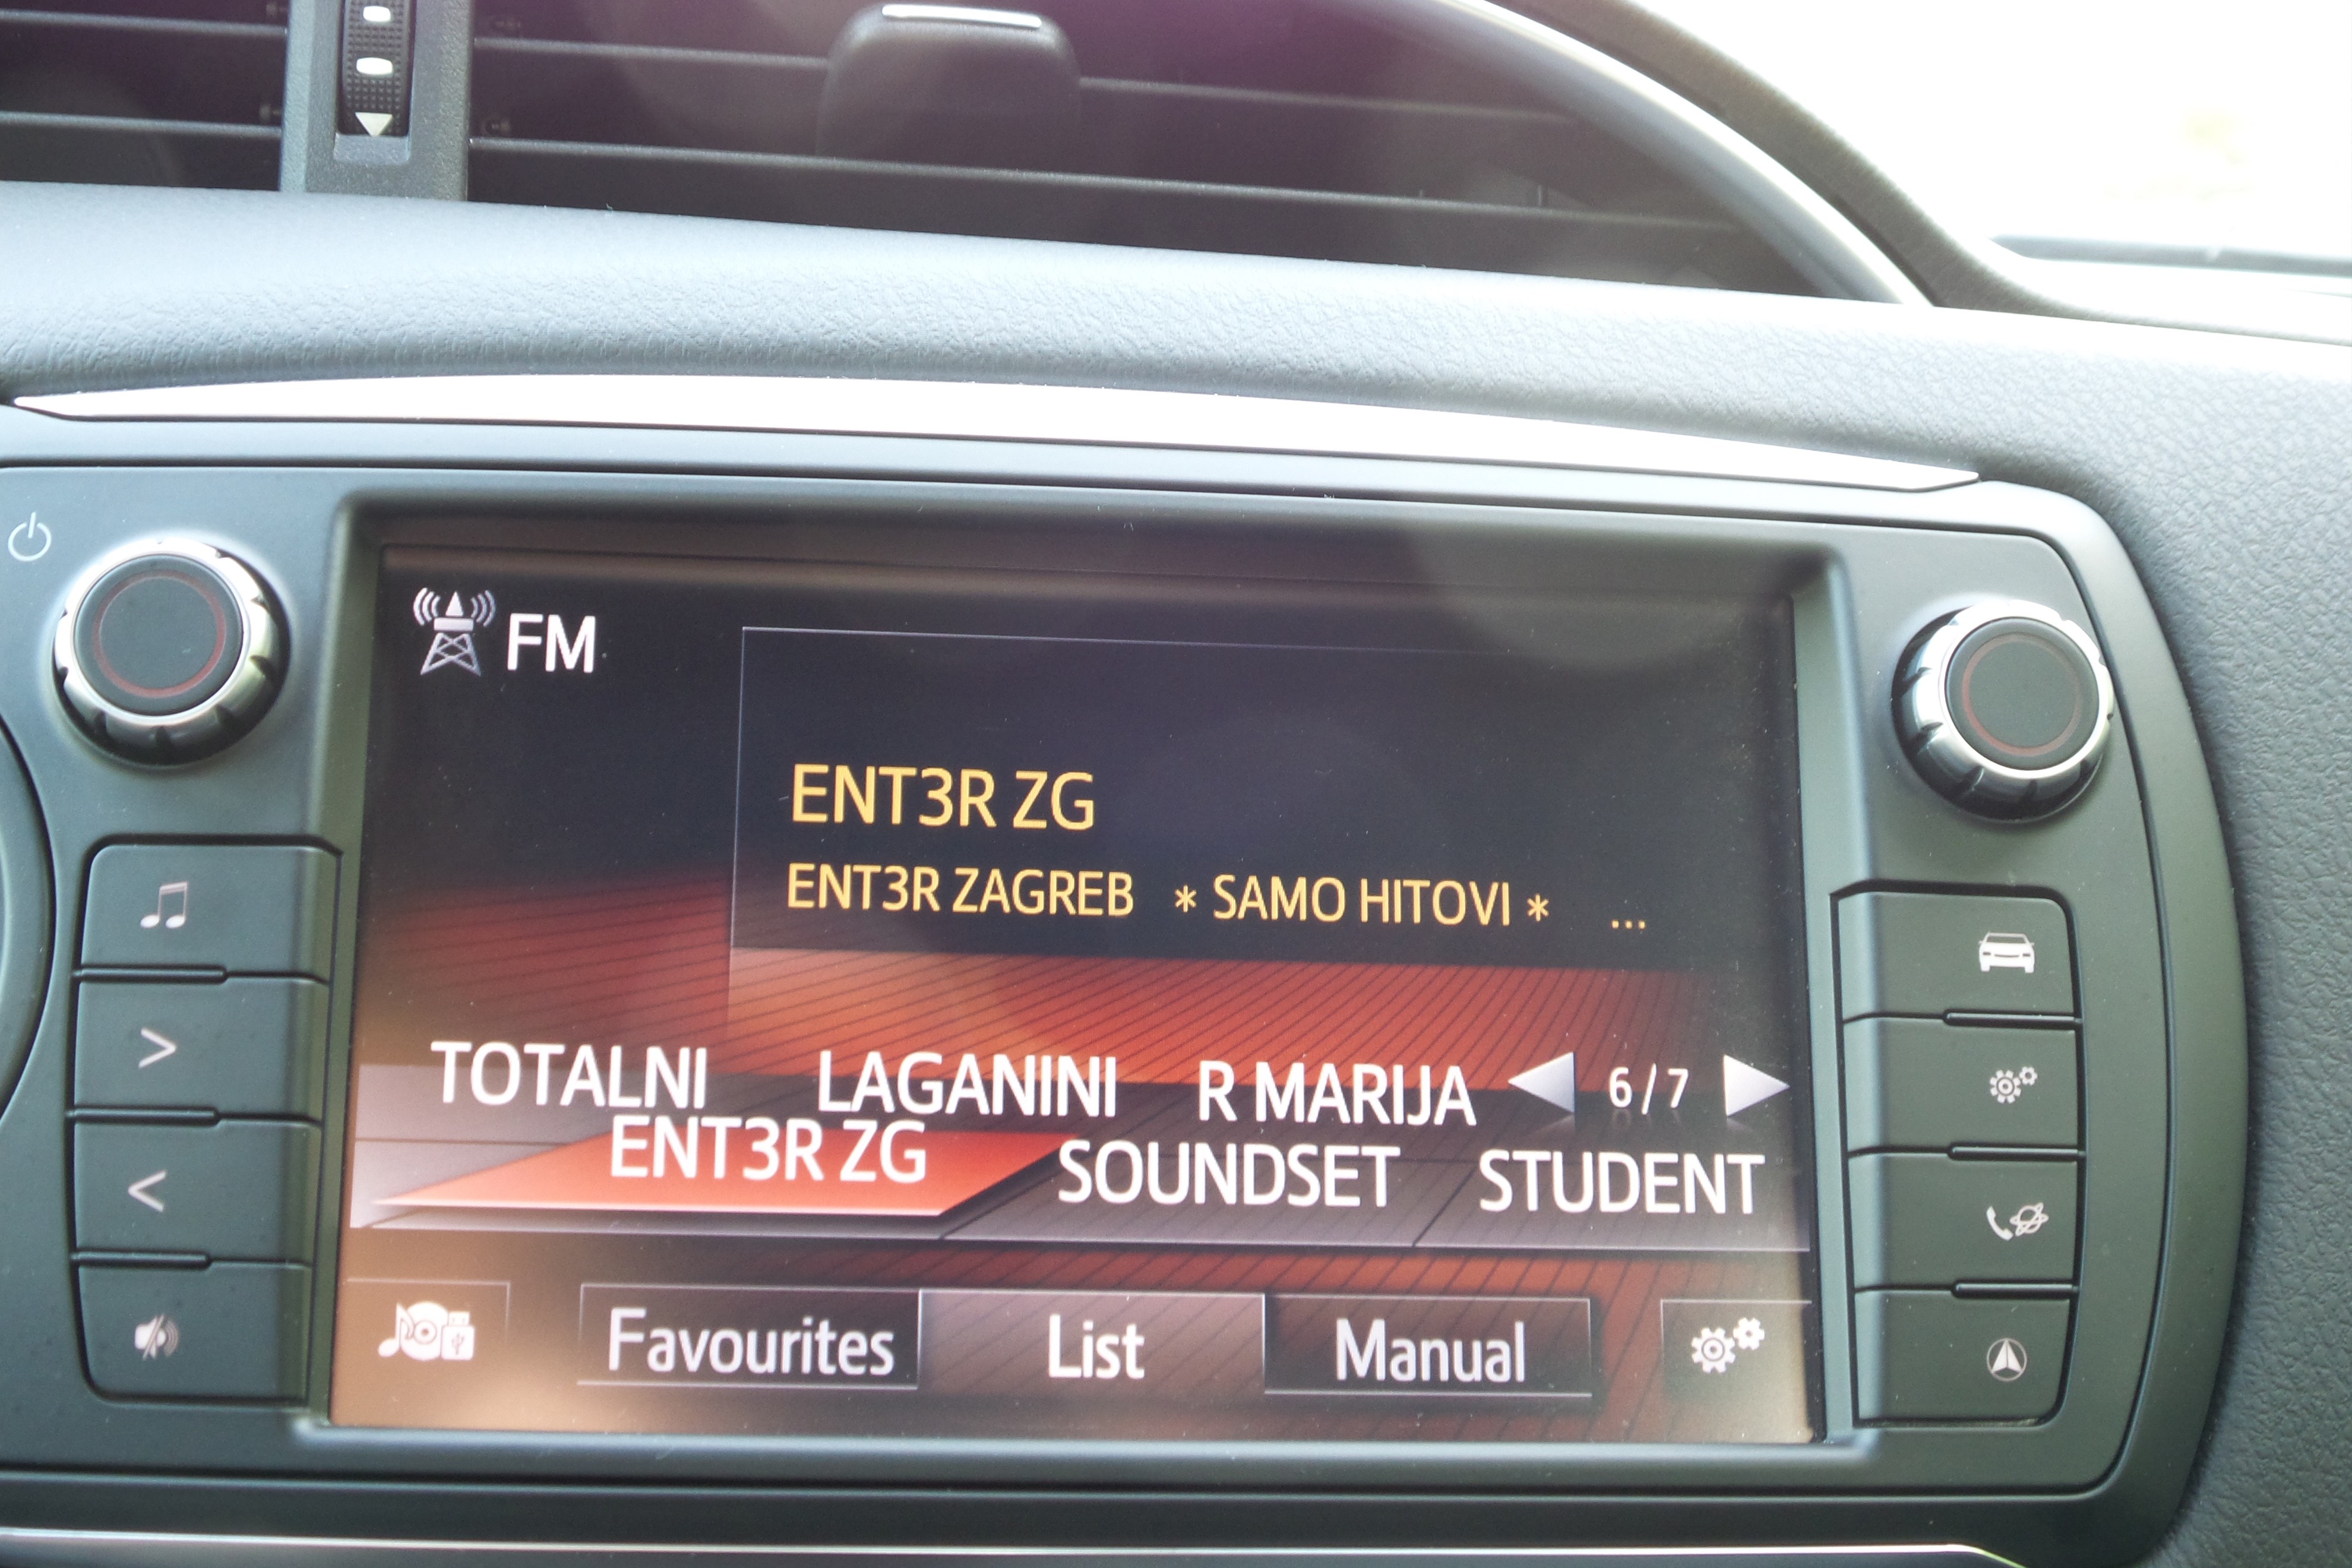 FM
ENT3R ZG
ENT3R ZAGREB * SAMO HITOVI * ...
TOTALNI LAGANINI R MARIJA 6/7
ENT3R ZG SOUNDSET STUDENT
Favourites List Manual